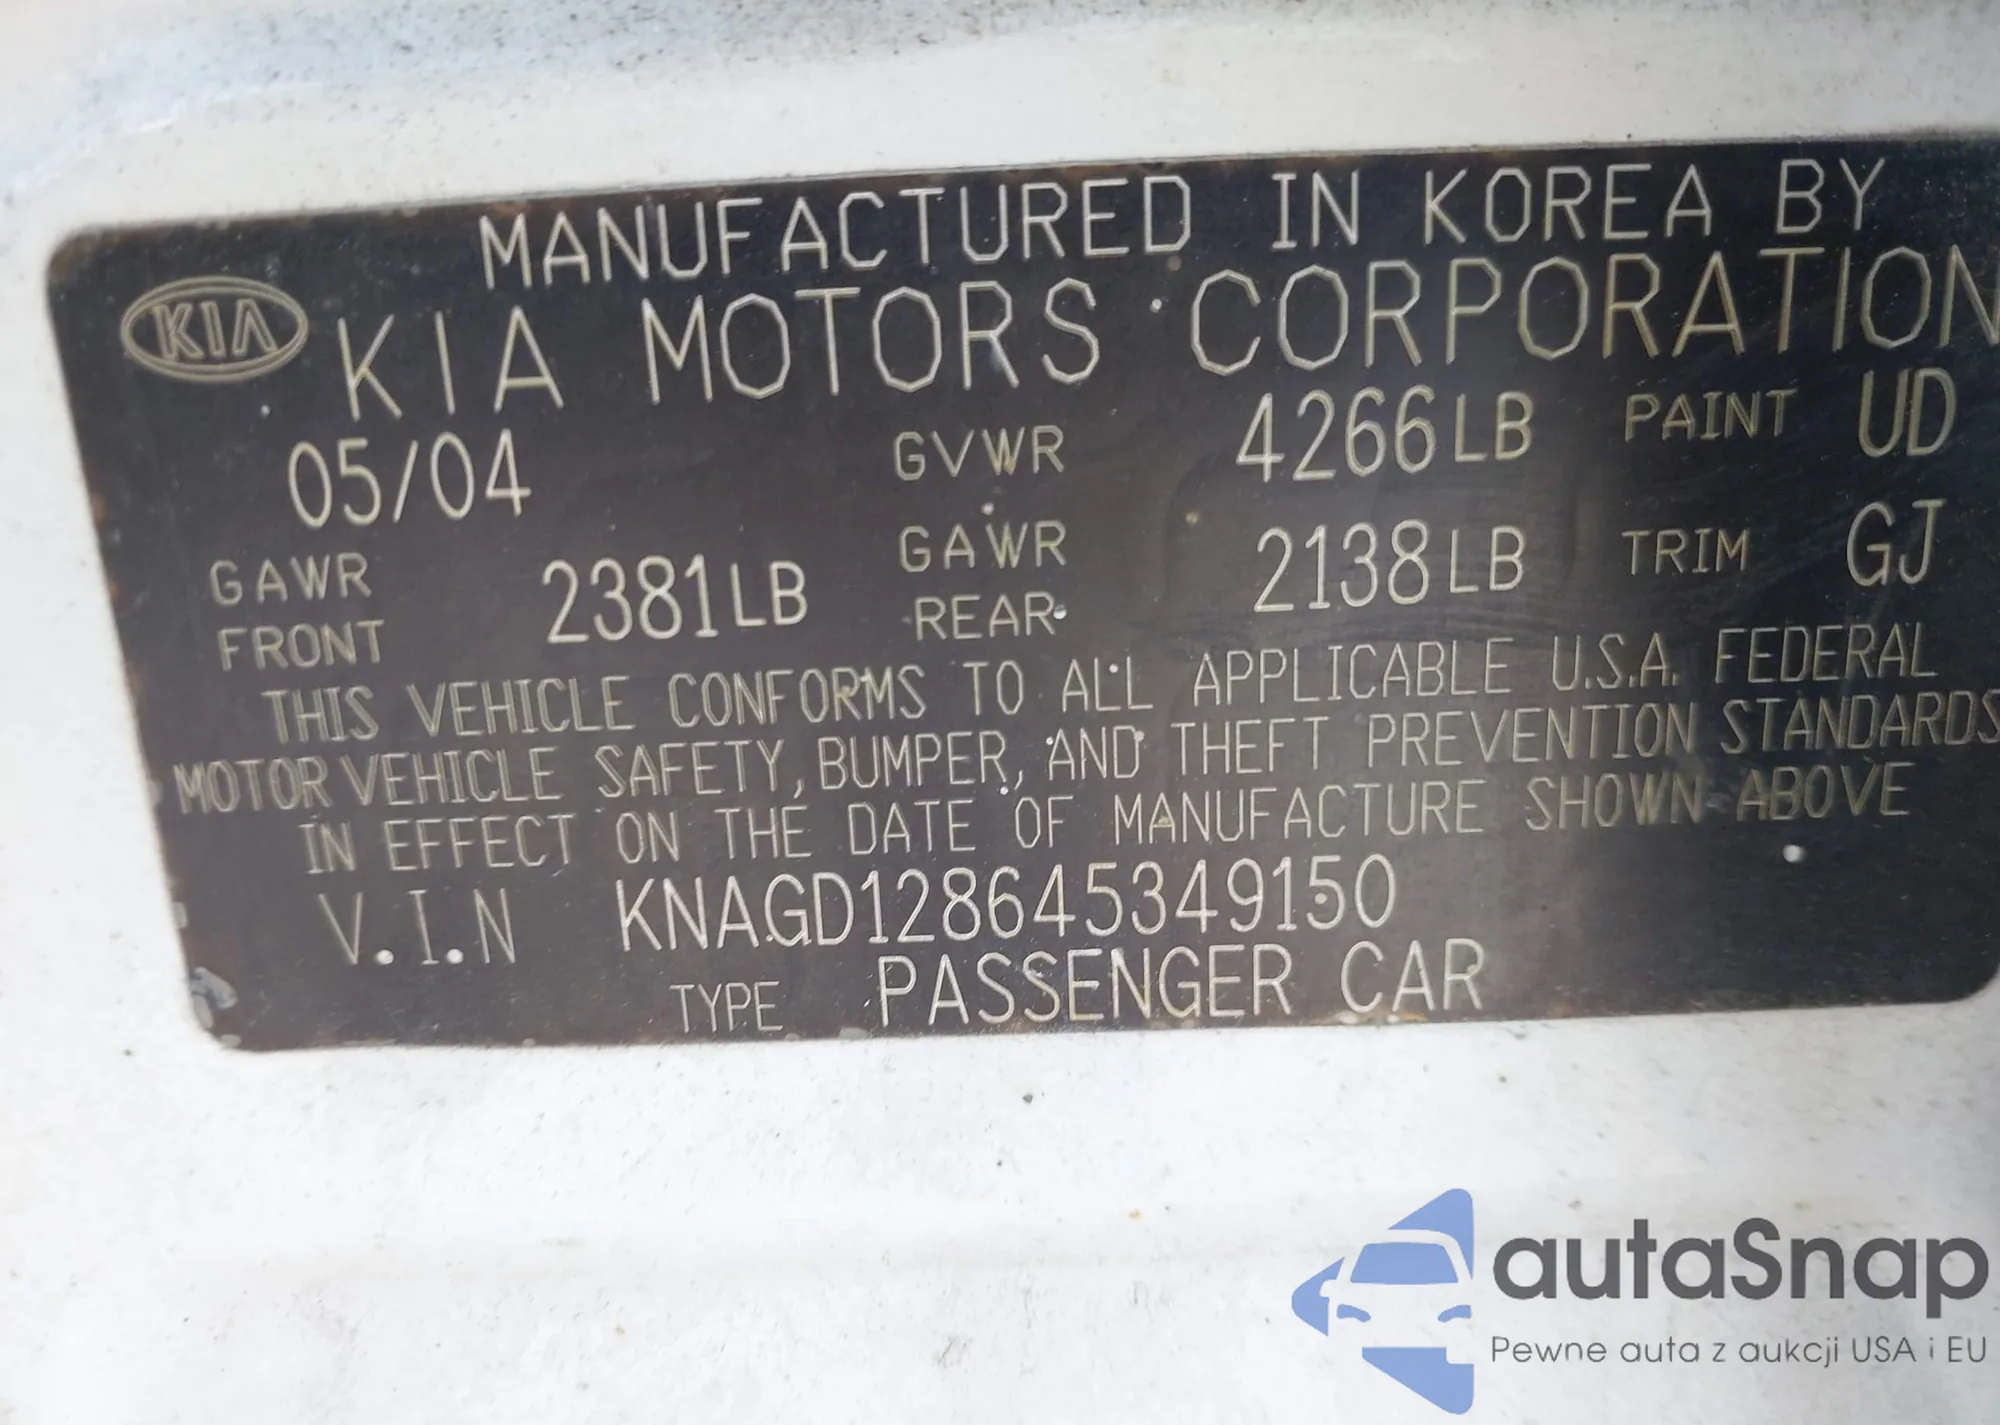 MANUFACTURED IN KOREA BY
KIA KIA MOTORS CORPORATION
05/04 GVWR 4266LB PAINT UD
GAWR FRONT 2381LB GAWR REAR 2138LB TRIM GJ
THIS VEHICLE CONFORMS TO ALL APPLICABLE U.S.A. FEDERAL
MOTOR VEHICLE SAFETY, BUMPER, AND THEFT PREVENTION STANDARDS
IN EFFECT ON THE DATE OF MANUFACTURE SHOWN ABOVE
V.I.N KNAGD128645349150
TYPE PASSENGER CAR
autaSnap
Pewne auta z aukcji USA i EU